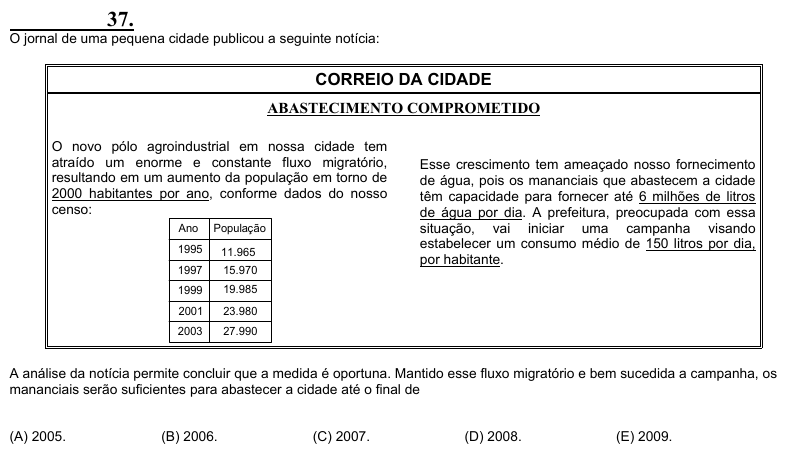 37.
O jornal de uma pequena cidade publicou a seguinte notícia:
CORREIO DA CIDADE
ABASTECIMENTO COMPROMETIDO
O novo pólo agroindustrial em nossa cidade tem
atraído um enorme e constante fluxo migratório,
resultando em um aumento da população em torno de
2000 habitantes por ano, conforme dados do nosso
censo:
Ano População
1995 11.965
1997 15.970
1999 19.985
2001 23.980
2003 27.990
Esse crescimento tem ameaçado nosso fornecimento
de água, pois os mananciais que abastecem a cidade
têm capacidade para fornecer até 6 milhões de litros
de água por dia. A prefeitura, preocupada com essa
situação, vai iniciar uma campanha visando
estabelecer um consumo médio de 150 litros por dia,
por habitante.
A análise da notícia permite concluir que a medida é oportuna. Mantido esse fluxo migratório e bem sucedida a campanha, os
mananciais serão suficientes para abastecer a cidade até o final de
(A) 2005. (B) 2006. (C) 2007. (D) 2008. (E) 2009.